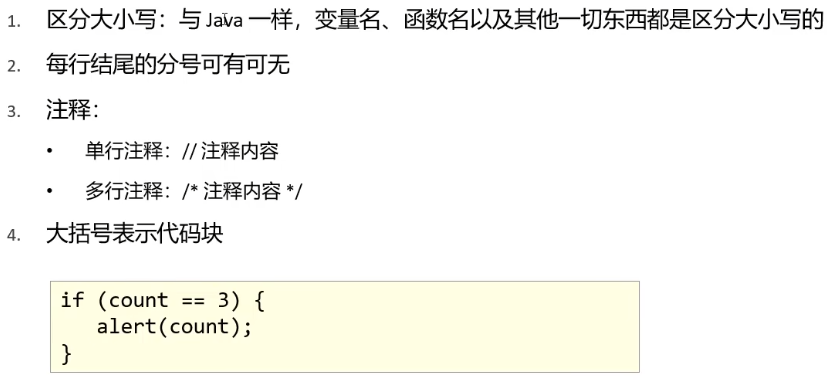 1. 区分大小写：与 Java 一样，变量名、函数名以及其他一切东西都是区分大小写的
2. 每行结尾的分号可有可无
3. 注释：
• 单行注释：// 注释内容
• 多行注释：/* 注释内容 */
4. 大括号表示代码块
if (count == 3) {
   alert(count);
}